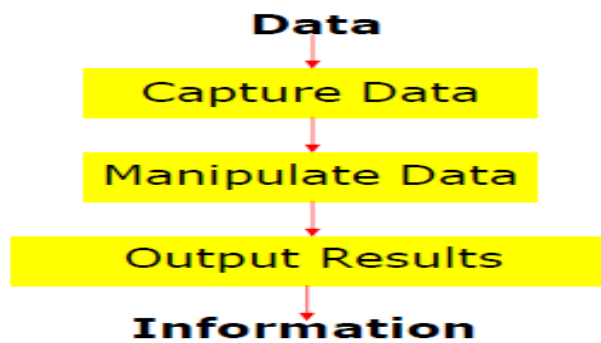 Data
Capture Data
Manipulate Data
Output Results
Information